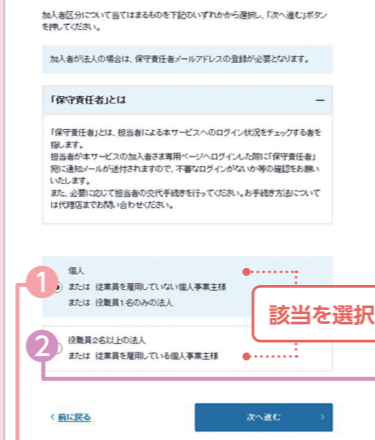 加入者区分について当てはまるものを下記のいずれかから選択し、「次へ進む」ボタン
を押してください。
加入者が法人の場合は、保守責任者メールアドレスの登録が必要となります。
「保守責任者」とは
「保守責任者」とは、担当者による本サービスへのログイン状況をチェックする者を
指します。
担当者が本サービスの加入者さま専用ページへログインした際に「保守責任者」
宛に通知メールが送付されますので、不審なログインがないか等の確認をお願い
いたします。
また、必要に応じて担当者の交代手続きを行ってください。お手続き方法について
は代理店までお問い合わせください。
1
個人
または 従業員を雇用していない個人事業主様
または 役職員1名のみの法人
該当を選択
2
役職員2名以上の法人
または 従業員を雇用している個人事業主様
前に戻る
次へ進む